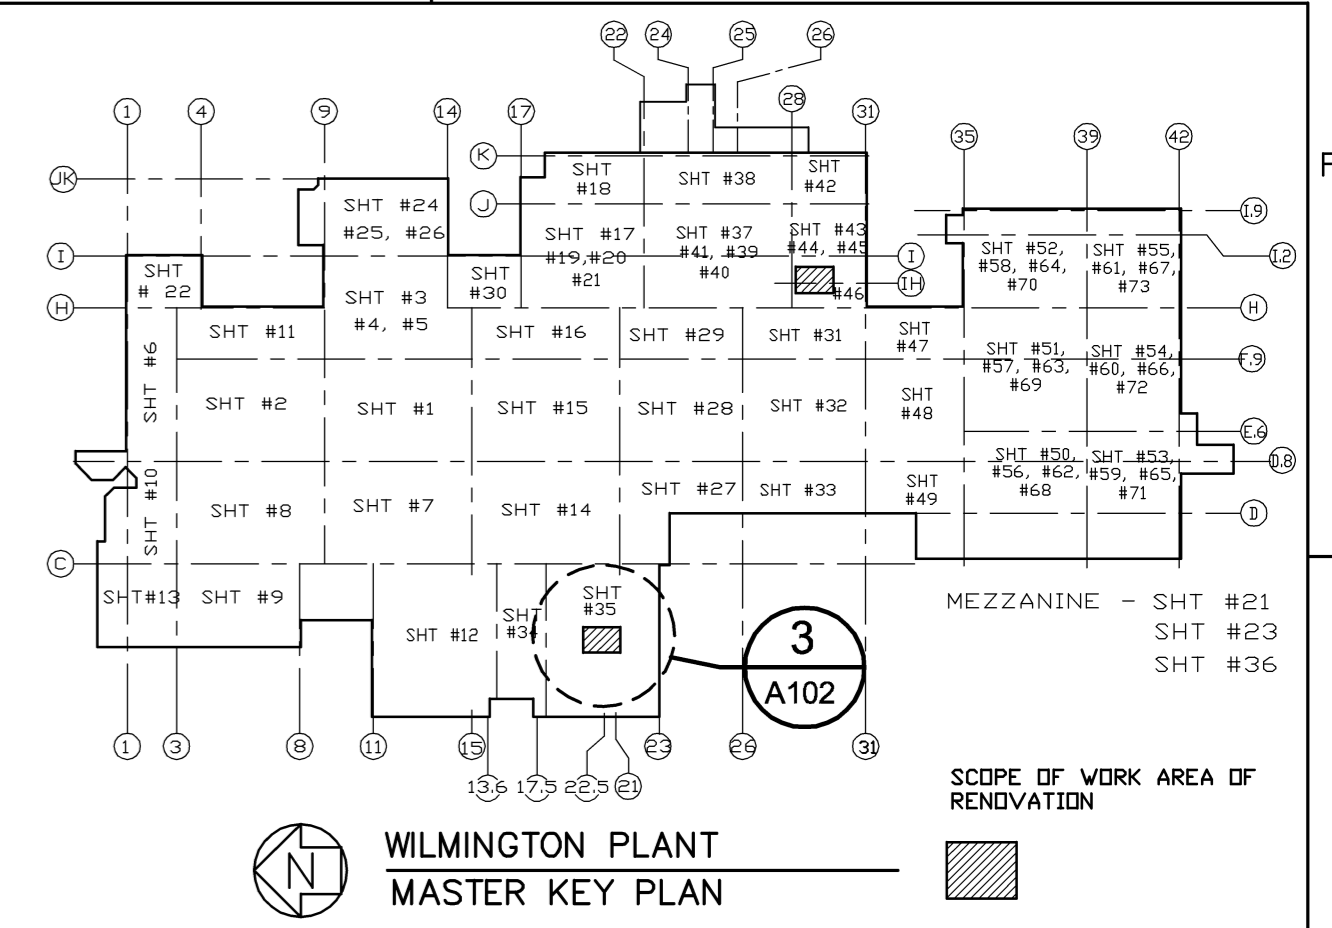 22 24 25 26
1 4 9 14 17 28 31 35 39 42
K
JK
J
I.9
I
I
I.2
IH
H
H
F.9
E.6
D.8
D
C
SHT
#18
SHT #38
SHT
#42
SHT #24
#25, #26
SHT #17
#19,#20
#21
SHT #37
#41, #39
#40
SHT #43
#44, #45
#46
SHT
# 22
SHT
#30
SHT #52,
#58, #64,
#70
SHT #55,
#61, #67,
#73
SHT #3
#4, #5
SHT #6
SHT #11
SHT #16
SHT #29
SHT #31
SHT
#47
SHT #51,
#57, #63,
#69
SHT #54,
#60, #66,
#72
SHT #2
SHT #1
SHT #15
SHT #28
SHT #32
SHT
#48
SHT #10
SHT #8
SHT #7
SHT #14
SHT #27
SHT #33
SHT
#49
SHT #50,
#56, #62,
#68
SHT #53,
#59, #65,
#71
SHT#13
SHT #9
SHT #12
SHT
#34
SHT
#35
3
A102
MEZZANINE - SHT #21
SHT #23
SHT #36
1 3 8 11 15 23 26 31
13.6 17.5 22.5 21
SCOPE OF WORK AREA OF
RENOVATION
N
WILMINGTON PLANT
MASTER KEY PLAN